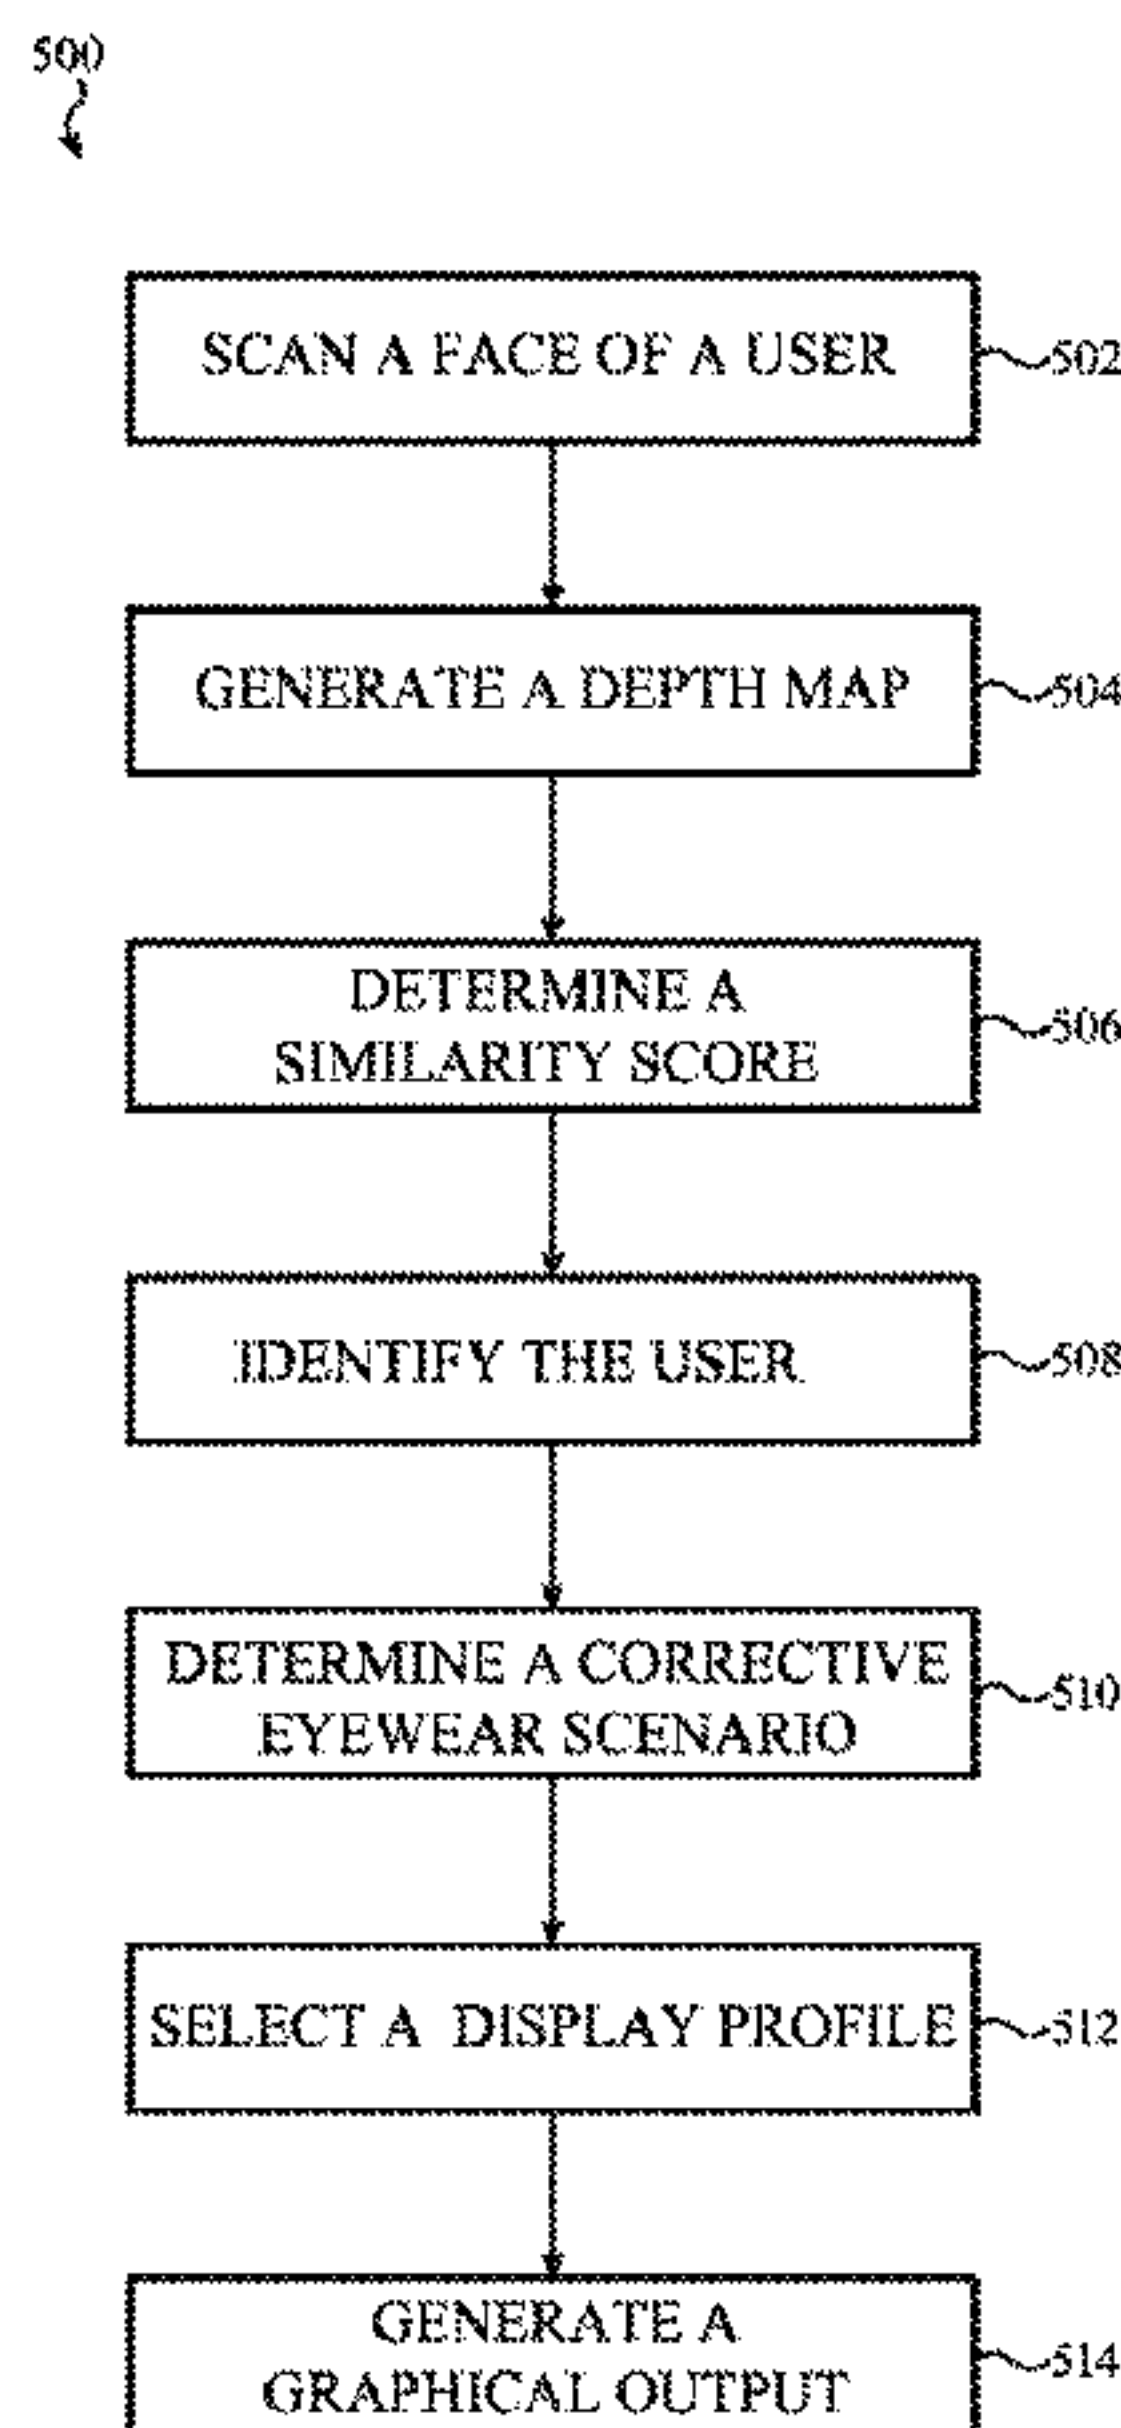 500
SCAN A FACE OF A USER
502
GENERATE A DEPTH MAP
504
DETERMINE A
SIMILARITY SCORE
506
IDENTIFY THE USER
508
DETERMINE A CORRECTIVE
EYEWEAR SCENARIO
510
SELECT A DISPLAY PROFILE
512
GENERATE A
GRAPHICAL OUTPUT
514